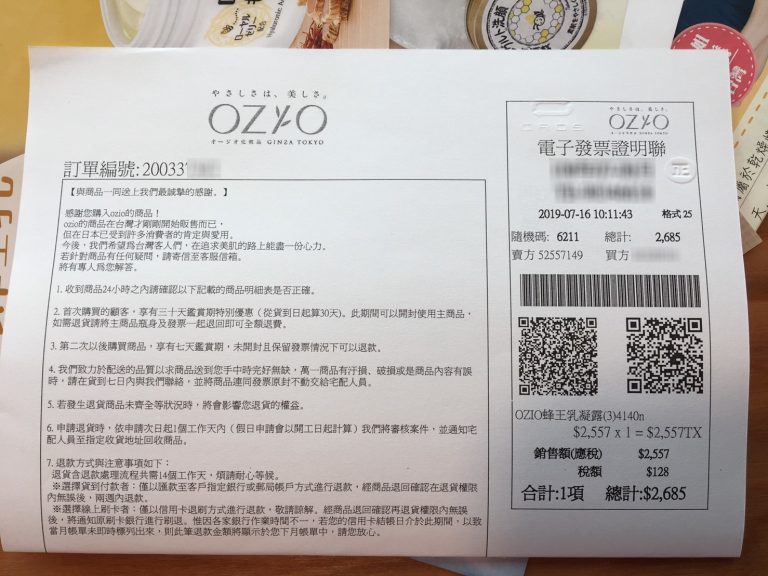 ローヤル
ゼリー
配合
やさしさは、美しさ。
OZIO
オージオ化粧品 GINZA TOKYO
訂單編號:20033
【與商品一同送上我們最誠摯的感謝。】
感謝您購入ozio的商品！
ozio的商品在台灣才剛剛開始販售而已，
但在日本已受到許多消費者的肯定與愛用。
今後，我們希望爲台灣客人們，在追求美肌的路上能盡一份心力。
若針對商品有任何疑問，請寄信至客服信箱。
將有專人爲您解答。
1. 收到商品24小時之內請確認以下記載的商品明細表是否正確。
2. 首次購買的顧客，享有三十天鑑賞期特別優惠（從貨到日起算30天)。此期間可以開封使用主商品，
如需退貨請將主商品瓶身及發票一起退回即可全額退費。
3. 第二次以後購買商品，享有七天鑑賞期，未開封且保留發票情況下可以退款。
4. 我們致力於配送的品質以求商品送到您手中時完好無缺，萬一商品有汙損、破損或是商品內容有誤
時，請在貨到七日內與我們聯絡，並將商品連同發票原封不動交給宅配人員。
5. 若發生退貨商品未齊全等狀況時，將會影響您退貨的權益。
6. 申請退貨時，依申請次日起1個工作天內（假日申請會以開工日起計算）我們將審核案件，並通知宅
配人員至指定收貨地址回收商品。
7. 退款方式與注意事項如下：
退貨含退款處理流程共需14個工作天，煩請耐心等候。
※選擇貨到付款者：僅以匯款至客戶指定銀行或郵局帳戶方式進行退款，經商品退回確認在退貨權限
內無誤後，兩週內退款。
※選擇線上刷卡者：僅以信用卡退刷方式進行退款，敬請諒解。經商品退回確認再退貨權限內無誤
後，將通知原刷卡銀行進行刷退。惟因各家銀行作業時間不一，若您的信用卡結帳日介於此期間，以致
當月帳單未即時標列出來，則此筆退款金額將顯示於您下月帳單中，請您放心。
やさしさは、美しさ。
OZIO
オージオ化粧品 GINZA TOKYO
電子發票證明聯
2019-07-16 10:11:43 格式 25
隨機碼: 6211 總計: 2,685
賣方 52557149 買方
OZIO蜂王乳凝露(3)4140n
$2,557 x 1 = $2,557TX
銷售額(應稅) $2,557
稅額 $128
合計:1項 總計:$2,685